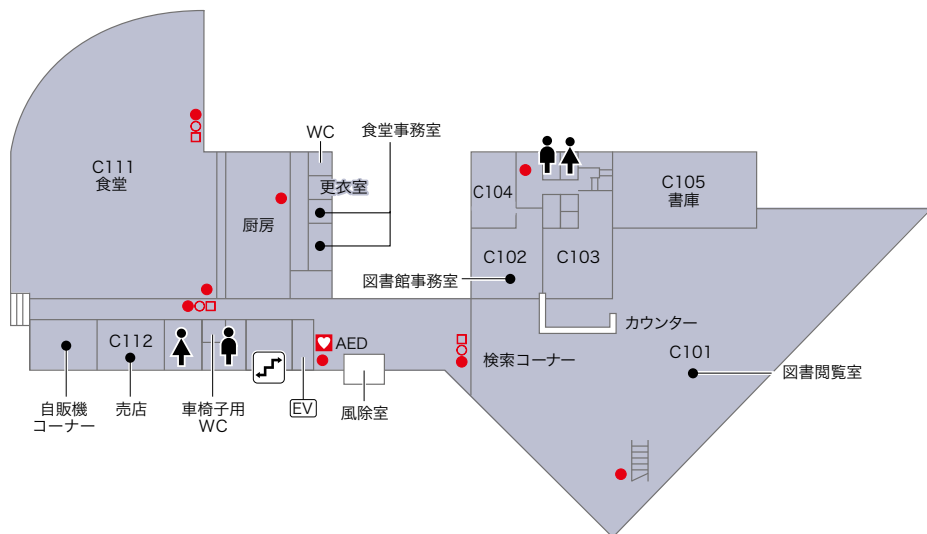 C111
食堂
WC
食堂事務室
更衣室
厨房
C104
C105
書庫
C102
C103
図書館事務室
カウンター
C101
検索コーナー
図書閲覧室
C112
AED
EV
自販機
コーナー
売店
車椅子用
WC
風除室